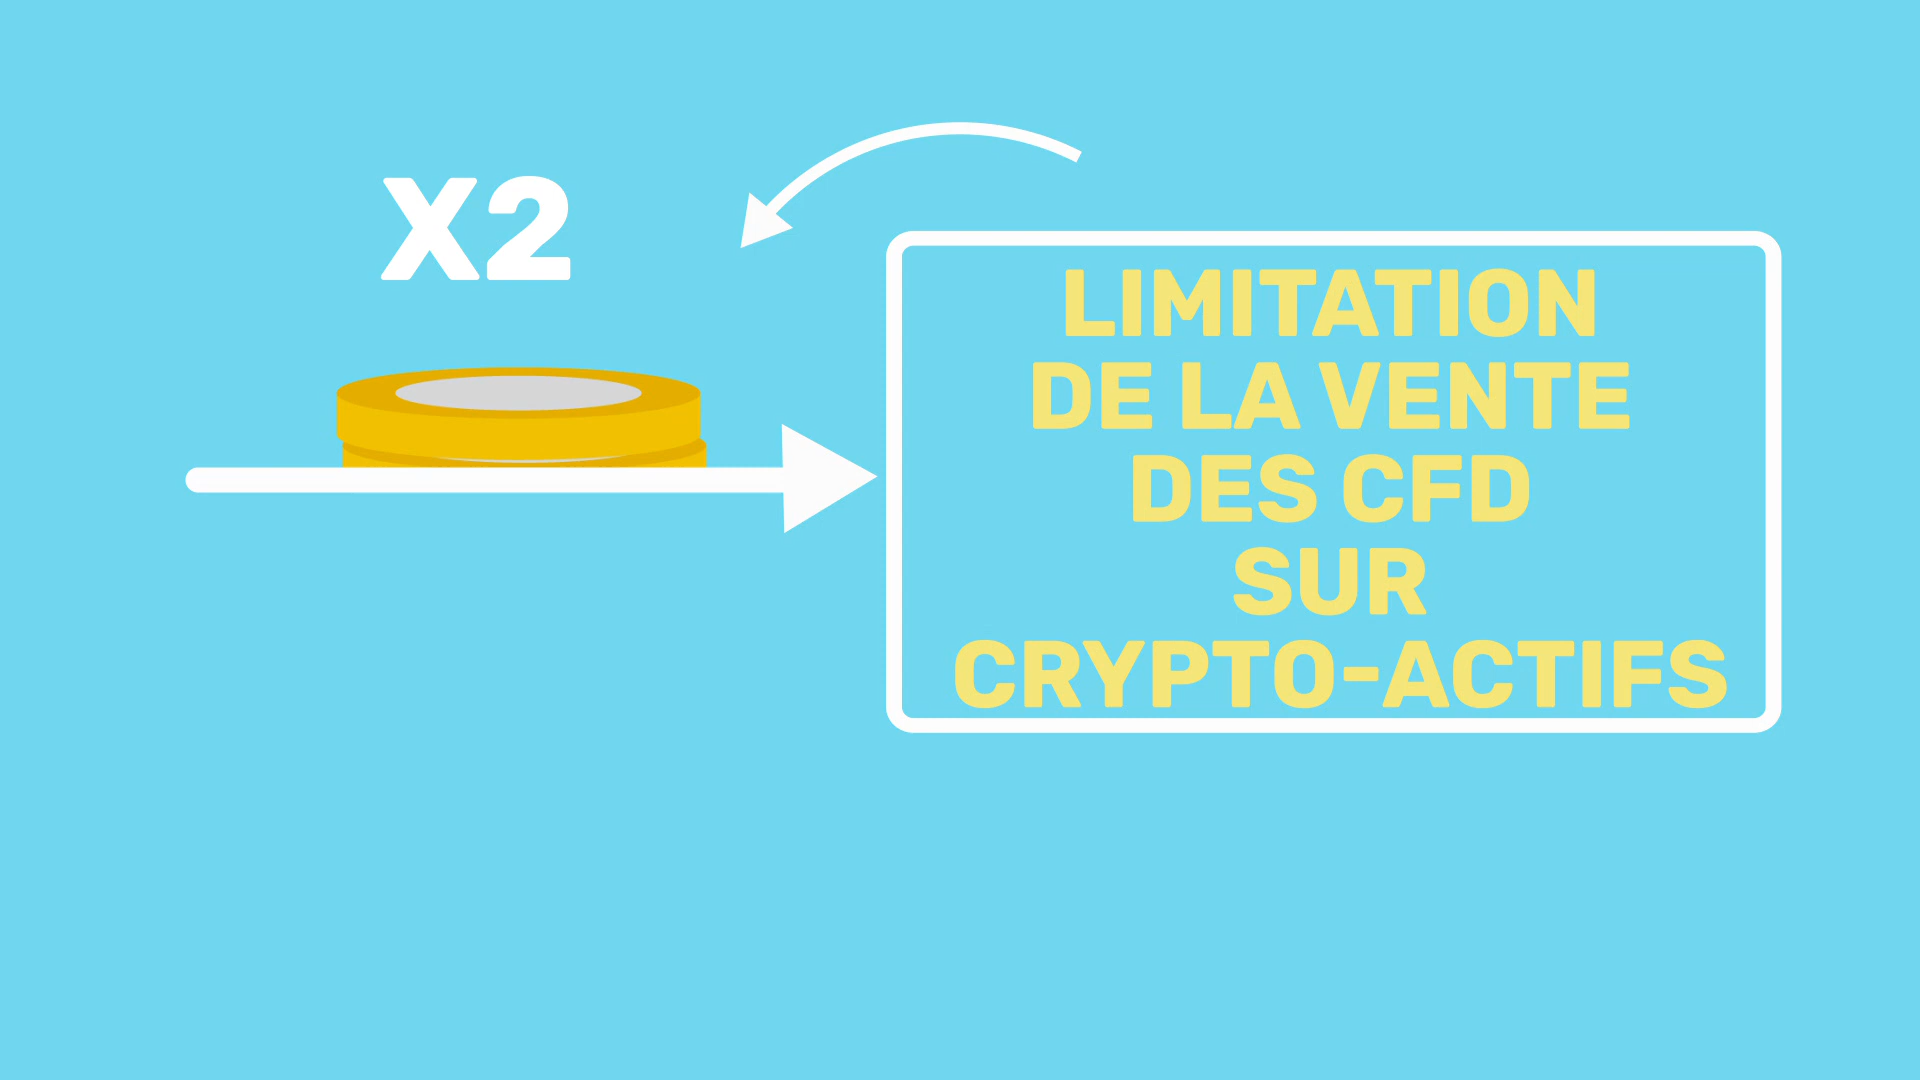 X2
LIMITATION
DE LA VENTE
DES CFD
SUR
CRYPTO-ACTIFS